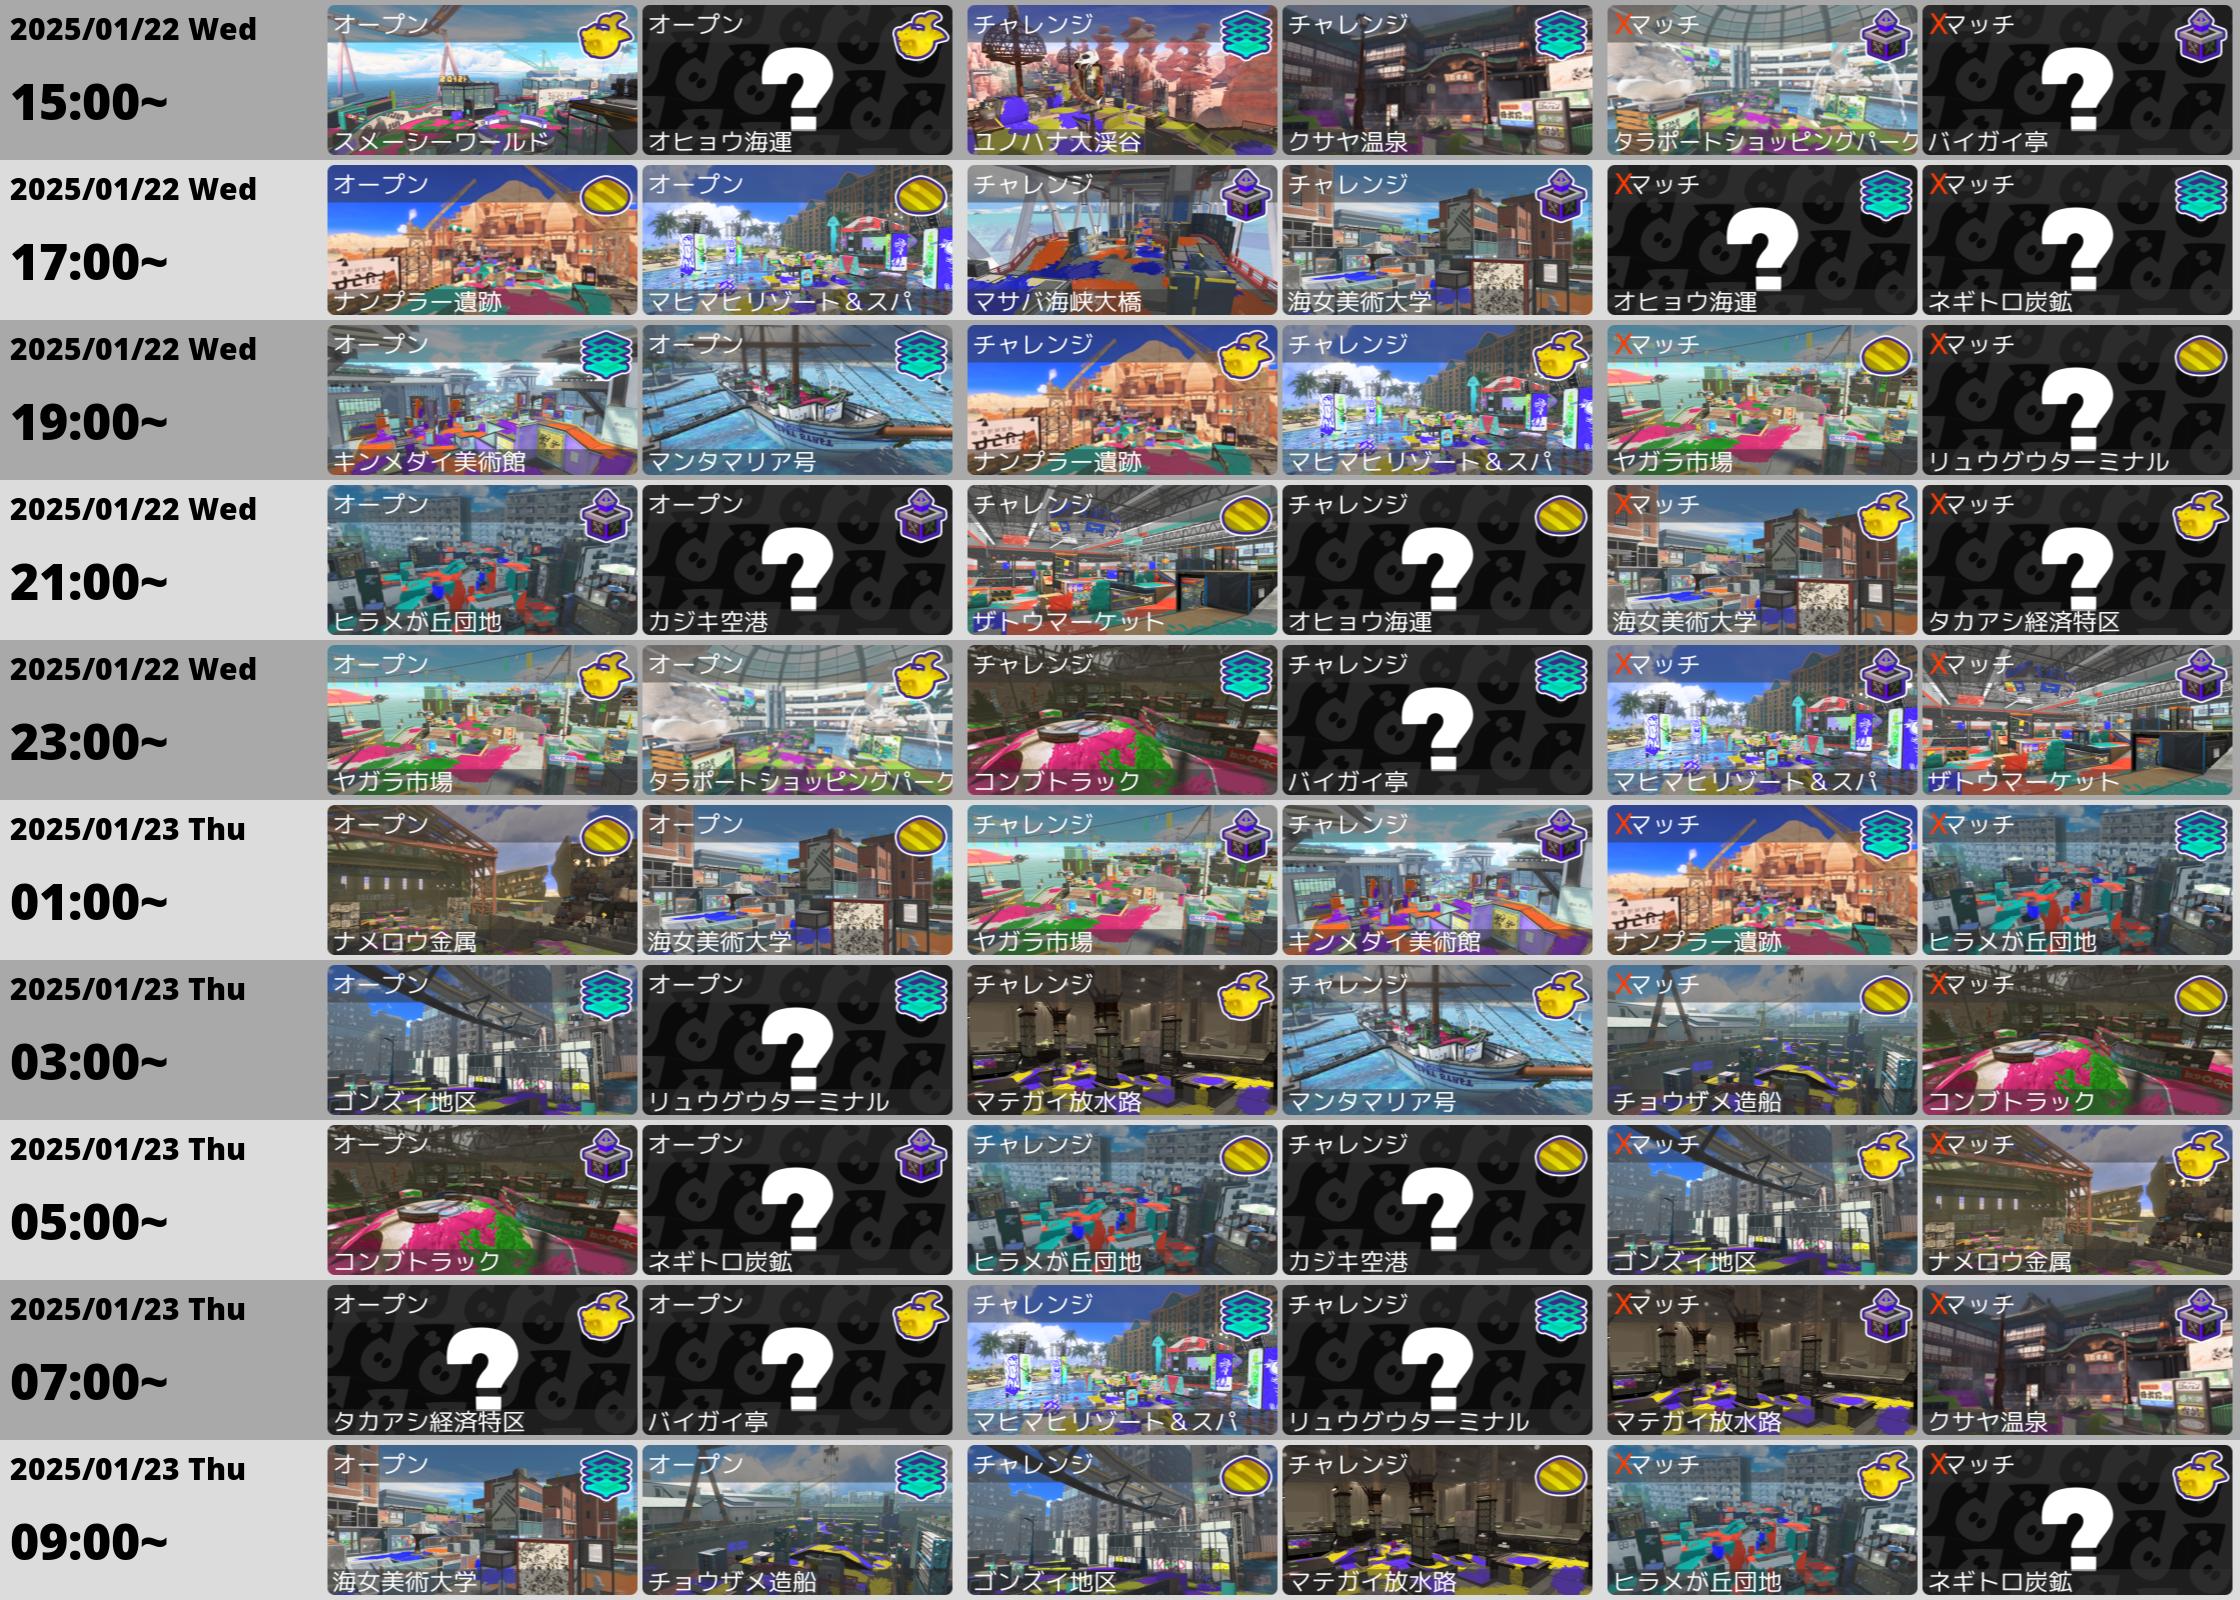 2025/01/22 Wed
15:00~
オープン
スメーシーワールド
オープン
オヒョウ海運
チャレンジ
ユノハナ大渓谷
チャレンジ
クサヤ温泉
Xマッチ
タラポートショッピングパーク
Xマッチ
バイガイ亭
2025/01/22 Wed
17:00~
オープン
ナンプラー遺跡
オープン
マヒマヒリゾート＆スパ
チャレンジ
マサバ海峡大橋
チャレンジ
海女美術大学
Xマッチ
オヒョウ海運
Xマッチ
ネギトロ炭鉱
2025/01/22 Wed
19:00~
オープン
キンメダイ美術館
オープン
マンタマリア号
チャレンジ
ナンプラー遺跡
チャレンジ
マヒマヒリゾート＆スパ
Xマッチ
ヤガラ市場
Xマッチ
リュウグウターミナル
2025/01/22 Wed
21:00~
オープン
ヒラメが丘団地
オープン
カジキ空港
チャレンジ
ザトウマーケット
チャレンジ
オヒョウ海運
Xマッチ
海女美術大学
Xマッチ
タカアシ経済特区
2025/01/22 Wed
23:00~
オープン
ヤガラ市場
オープン
タラポートショッピングパーク
チャレンジ
コンブトラック
チャレンジ
バイガイ亭
Xマッチ
マヒマヒリゾート＆スパ
Xマッチ
ザトウマーケット
2025/01/23 Thu
01:00~
オープン
ナメロウ金属
オープン
海女美術大学
チャレンジ
ヤガラ市場
チャレンジ
キンメダイ美術館
Xマッチ
ナンプラー遺跡
Xマッチ
ヒラメが丘団地
2025/01/23 Thu
03:00~
オープン
ゴンズイ地区
オープン
リュウグウターミナル
チャレンジ
マテガイ放水路
チャレンジ
マンタマリア号
Xマッチ
チョウザメ造船
Xマッチ
コンブトラック
2025/01/23 Thu
05:00~
オープン
コンブトラック
オープン
ネギトロ炭鉱
チャレンジ
ヒラメが丘団地
チャレンジ
カジキ空港
Xマッチ
ゴンズイ地区
Xマッチ
ナメロウ金属
2025/01/23 Thu
07:00~
オープン
タカアシ経済特区
オープン
バイガイ亭
チャレンジ
マヒマヒリゾート＆スパ
チャレンジ
リュウグウターミナル
Xマッチ
マテガイ放水路
Xマッチ
クサヤ温泉
2025/01/23 Thu
09:00~
オープン
海女美術大学
オープン
チョウザメ造船
チャレンジ
ゴンズイ地区
チャレンジ
マテガイ放水路
Xマッチ
ヒラメが丘団地
Xマッチ
ネギトロ炭鉱